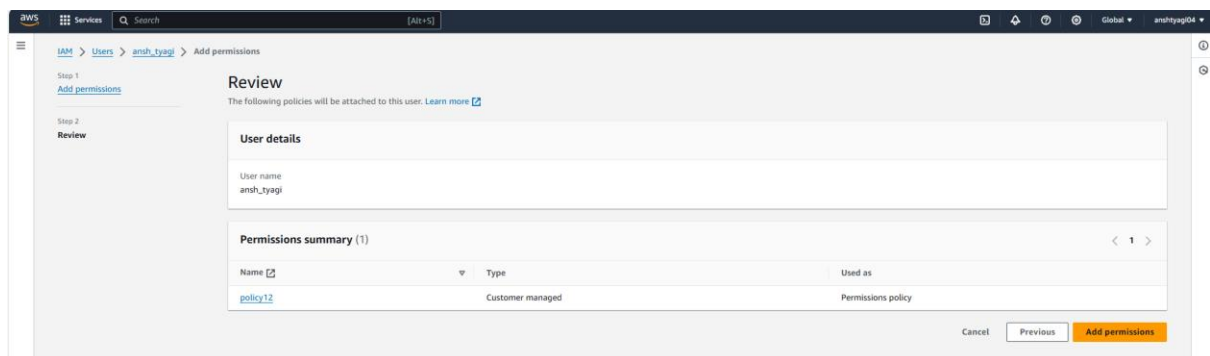 aws Services Search [Alt+S] Global anshtyagi04
IAM > Users > ansh_tyagi > Add permissions
Step 1
Add permissions
Step 2
Review
Review
The following policies will be attached to this user. Learn more
User details
User name
ansh_tyagi
Permissions summary (1) < 1 >
Name Type Used as
policy12 Customer managed Permissions policy
Cancel Previous Add permissions